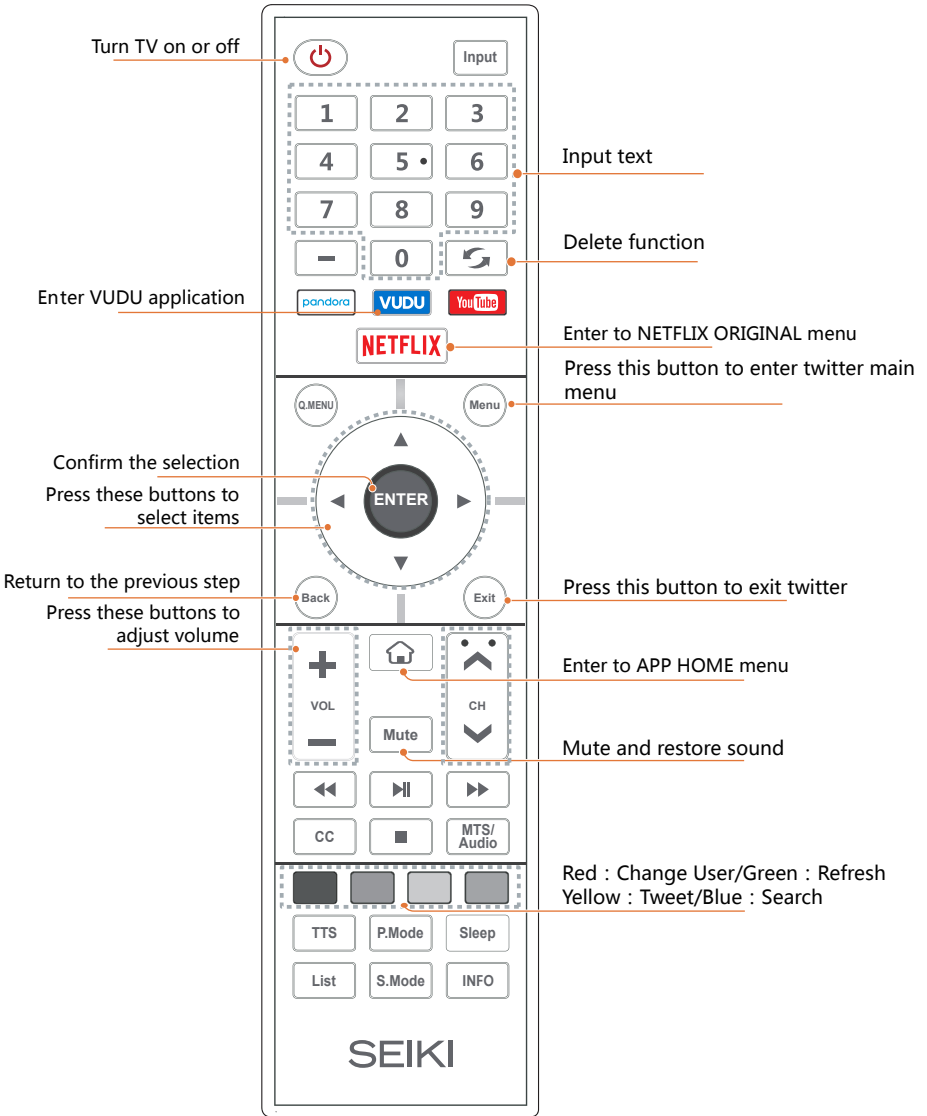 Turn TV on or off
Input
1 2 3
4 5 6
Input text
7 8 9
Delete function
0
Enter VUDU application
pandora VUDU YouTube
NETFLIX
Enter to NETFLIX ORIGINAL menu
Press this button to enter twitter main
menu
Q.MENU
Menu
Confirm the selection
ENTER
Press these buttons to
select items
Return to the previous step
Back
Exit
Press this button to exit twitter
Press these buttons to
adjust volume
Enter to APP HOME menu
VOL
CH
Mute
Mute and restore sound
CC
MTS/
Audio
Red : Change User/Green : Refresh
Yellow : Tweet/Blue : Search
TTS P.Mode Sleep
List S.Mode INFO
SEIKI